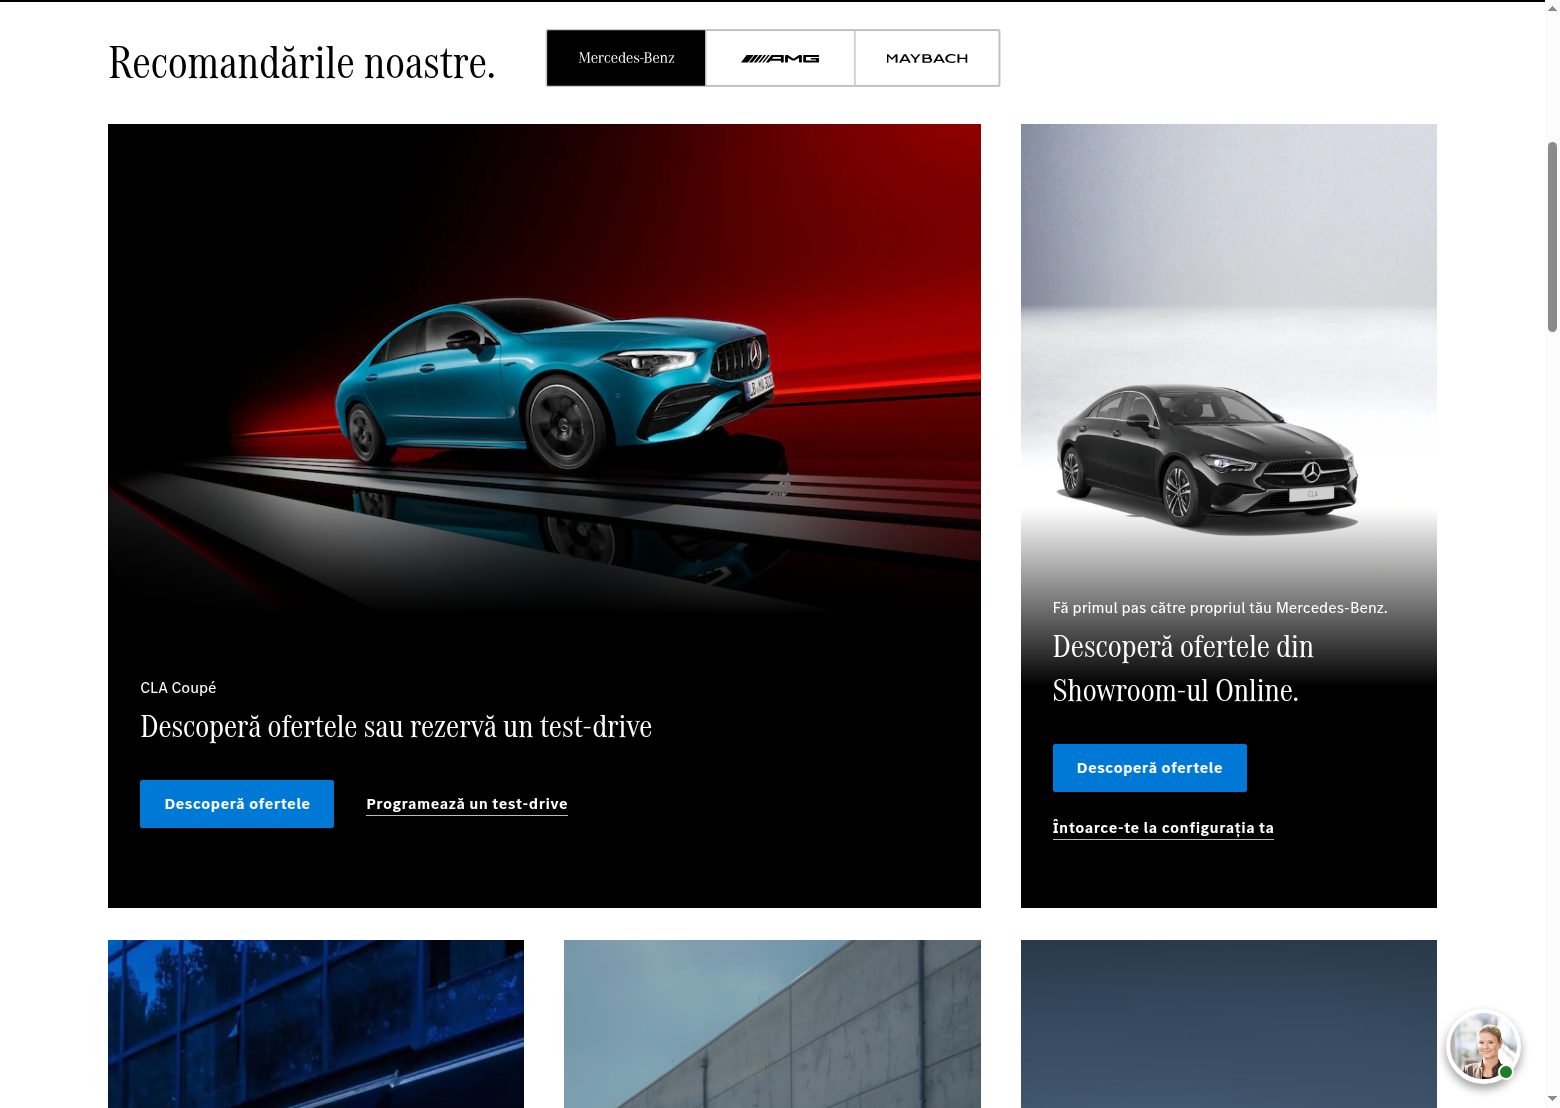 Recomandările noastre.
Mercedes-Benz
AMG
MAYBACH
CLA
CLA Coupé
Descoperă ofertele sau rezervă un test-drive
Descoperă ofertele
Programează un test-drive
Fă primul pas către propriul tău Mercedes-Benz.
Descoperă ofertele din
Showroom-ul Online.
Descoperă ofertele
Întoarce-te la configurația ta